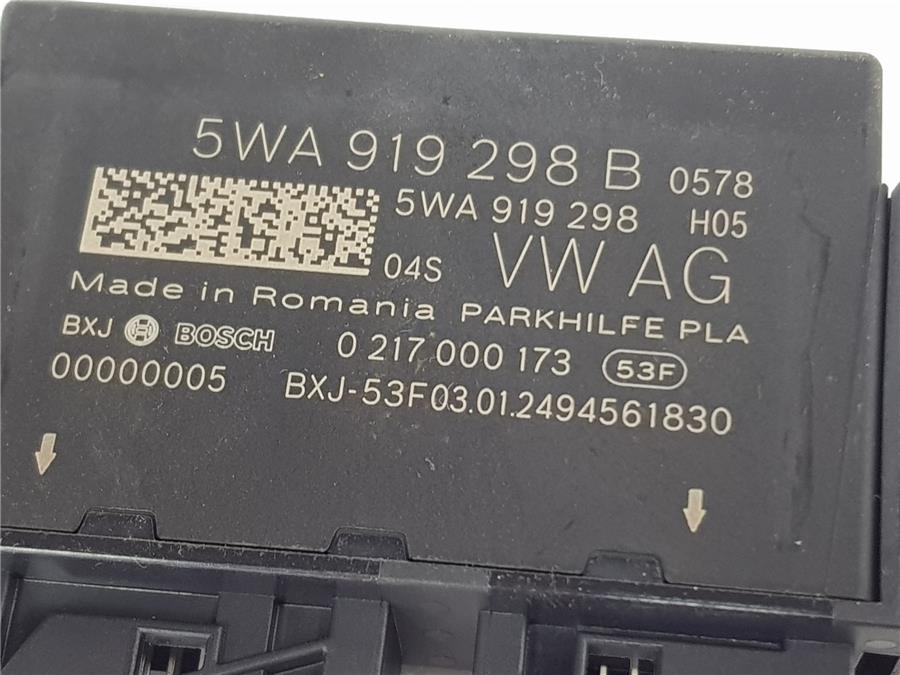 5WA 919 298 B 0578
5WA 919 298 H05
04S VW AG
Made in Romania PARKHILFE PLA
BXJ BOSCH 0 217 000 173 53F
00000005 BXJ-53F03.01.2494561830